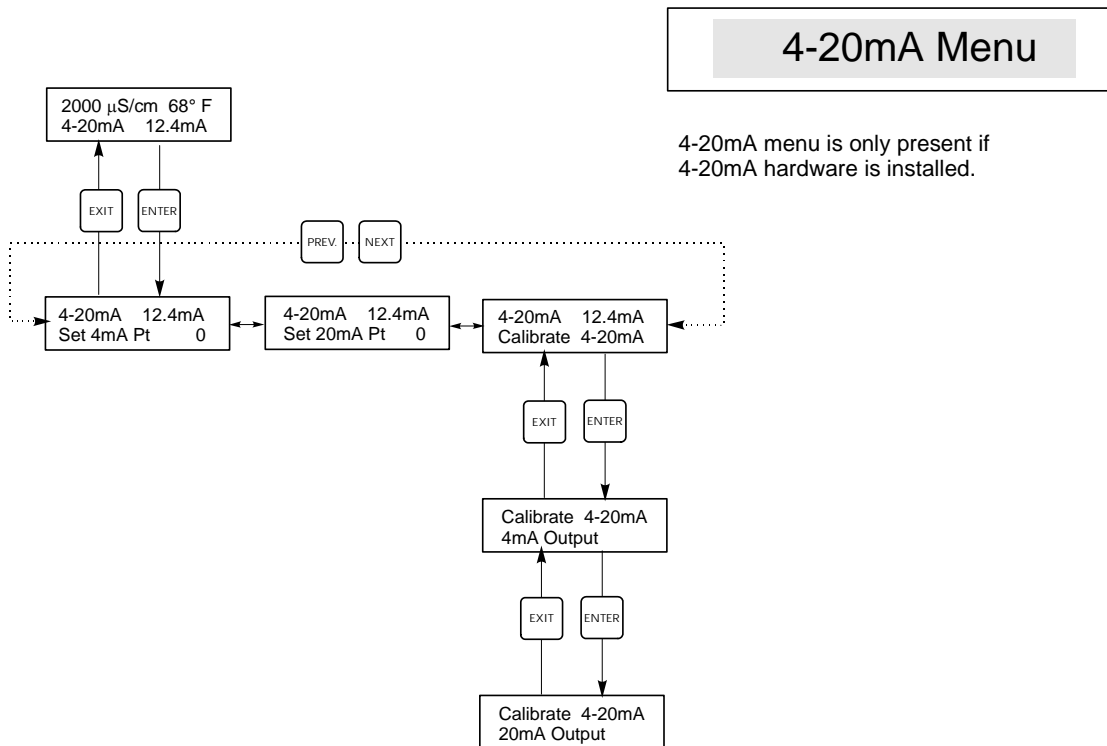 4-20mA Menu
2000 µS/cm 68° F
4-20mA 12.4mA
4-20mA menu is only present if
4-20mA hardware is installed.
EXIT
ENTER
PREV.
NEXT
4-20mA 12.4mA
Set 4mA Pt 0
4-20mA 12.4mA
Set 20mA Pt 0
4-20mA 12.4mA
Calibrate 4-20mA
EXIT
ENTER
Calibrate 4-20mA
4mA Output
EXIT
ENTER
Calibrate 4-20mA
20mA Output